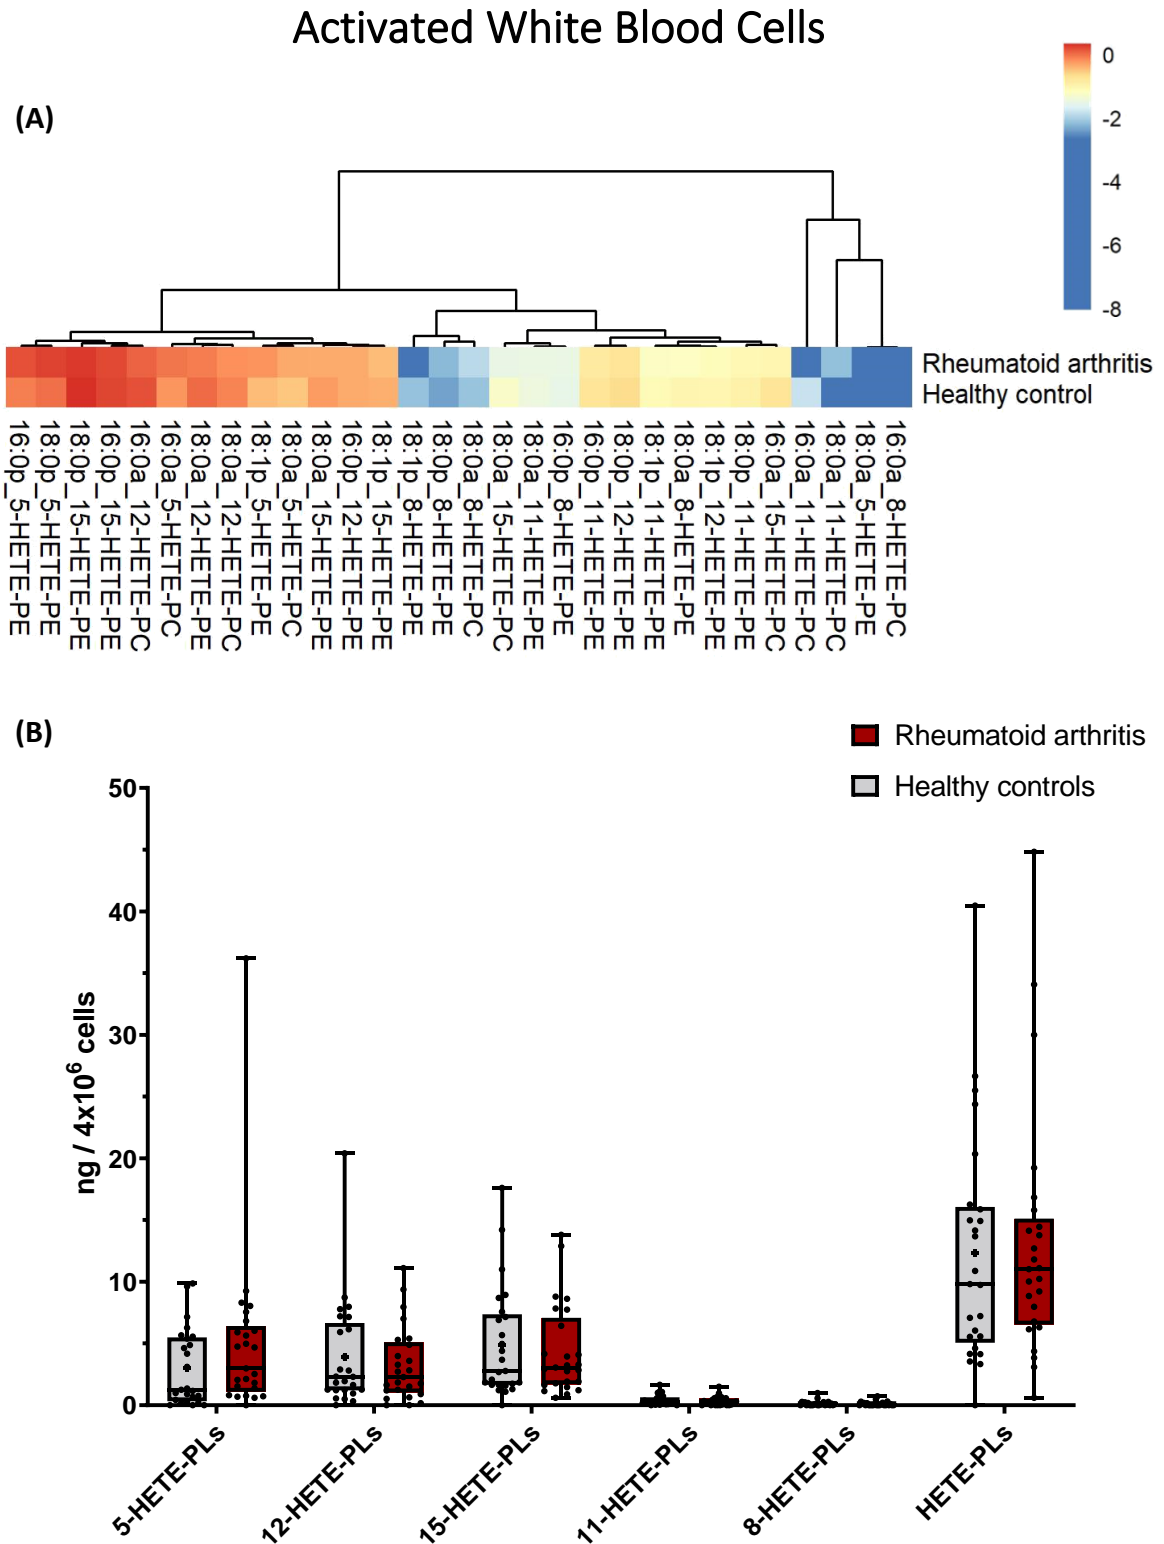 Activated White Blood Cells
(A)
0
-2
-4
-6
-8
Rheumatoid arthritis
Healthy control
16:0p_5-HETE-PE
18:0p_5-HETE-PE
18:0p_15-HETE-PE
16:0p_15-HETE-PE
16:0a_12-HETE-PC
16:0a_5-HETE-PC
18:0a_12-HETE-PE
18:0a_12-HETE-PC
18:1p_5-HETE-PE
18:0a_5-HETE-PC
18:0a_15-HETE-PE
16:0p_12-HETE-PE
18:1p_15-HETE-PE
18:1p_8-HETE-PE
18:0p_8-HETE-PE
18:0a_8-HETE-PC
18:0a_15-HETE-PC
18:0a_11-HETE-PE
16:0p_8-HETE-PE
16:0p_11-HETE-PE
18:0p_12-HETE-PE
18:1p_11-HETE-PE
18:0a_8-HETE-PE
18:1p_12-HETE-PE
18:0p_11-HETE-PE
16:0a_15-HETE-PC
16:0a_11-HETE-PC
18:0a_11-HETE-PC
18:0a_5-HETE-PE
16:0a_8-HETE-PC
(B)
Rheumatoid arthritis
Healthy controls
50
40
30
20
10
0
ng / 4x10⁶ cells
5-HETE-PLs
12-HETE-PLs
15-HETE-PLs
11-HETE-PLs
8-HETE-PLs
HETE-PLs